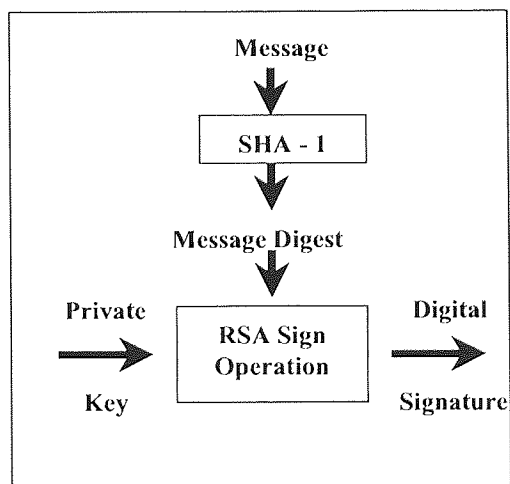 Message
SHA - 1
Message Digest
Private
Key
RSA Sign
Operation
Digital
Signature